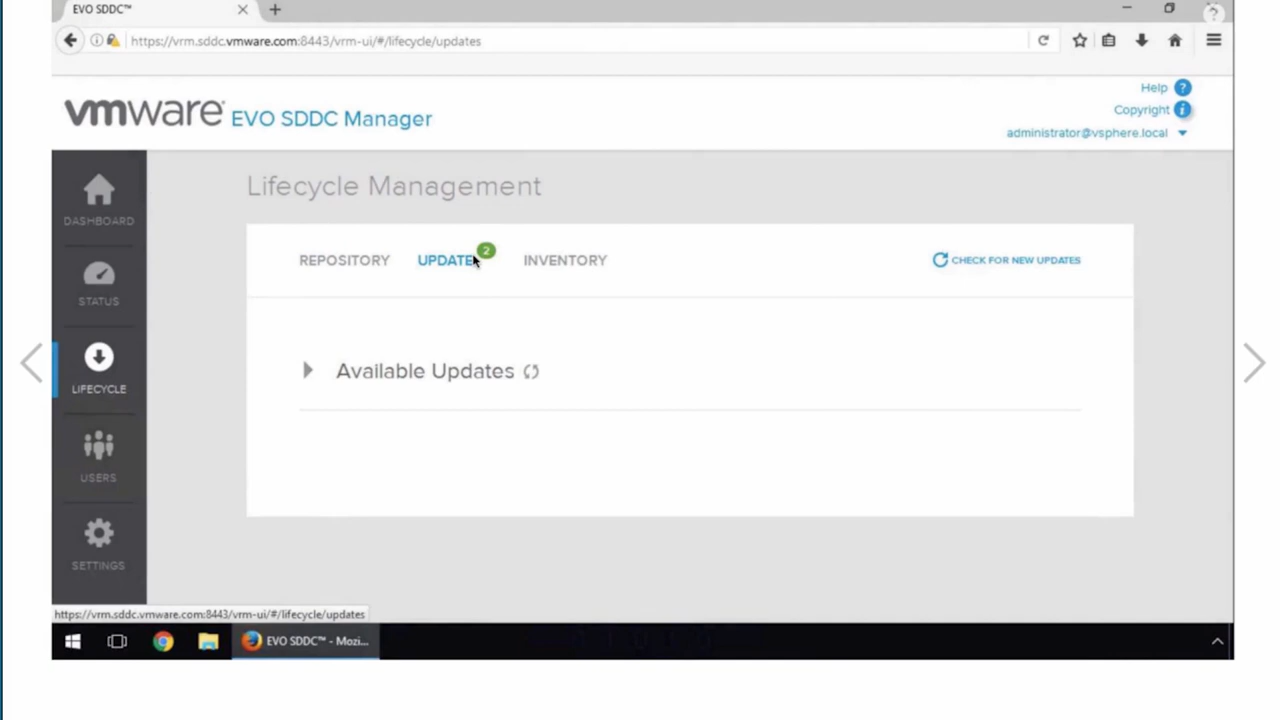 EVO SDDC™
https://vrm.sddc.vmware.com:8443/vrm-ui/#/lifecycle/updates
Help ?
vmware EVO SDDC Manager
Copyright i
administrator@vsphere.local
Lifecycle Management
DASHBOARD
REPOSITORY UPDATE 2 INVENTORY CHECK FOR NEW UPDATES
STATUS
Available Updates
LIFECYCLE
USERS
SETTINGS
https://vrm.sddc.vmware.com:8443/vrm-ui/#/lifecycle/updates
EVO SDDC™ - Mozi...